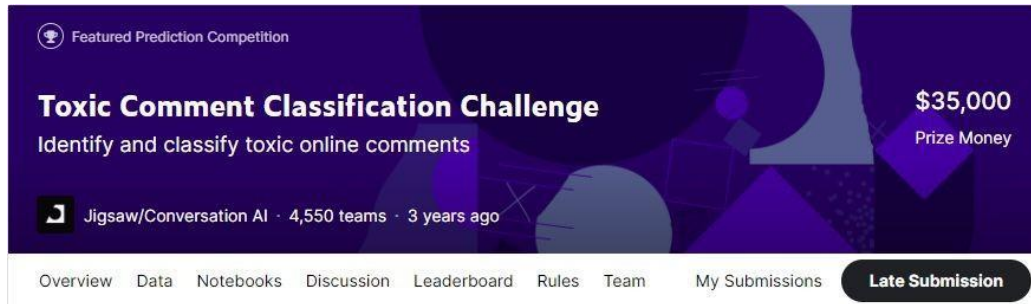 Featured Prediction Competition
Toxic Comment Classification Challenge
Identify and classify toxic online comments
$35,000
Prize Money
Jigsaw/Conversation AI · 4,550 teams · 3 years ago
Overview Data Notebooks Discussion Leaderboard Rules Team My Submissions Late Submission